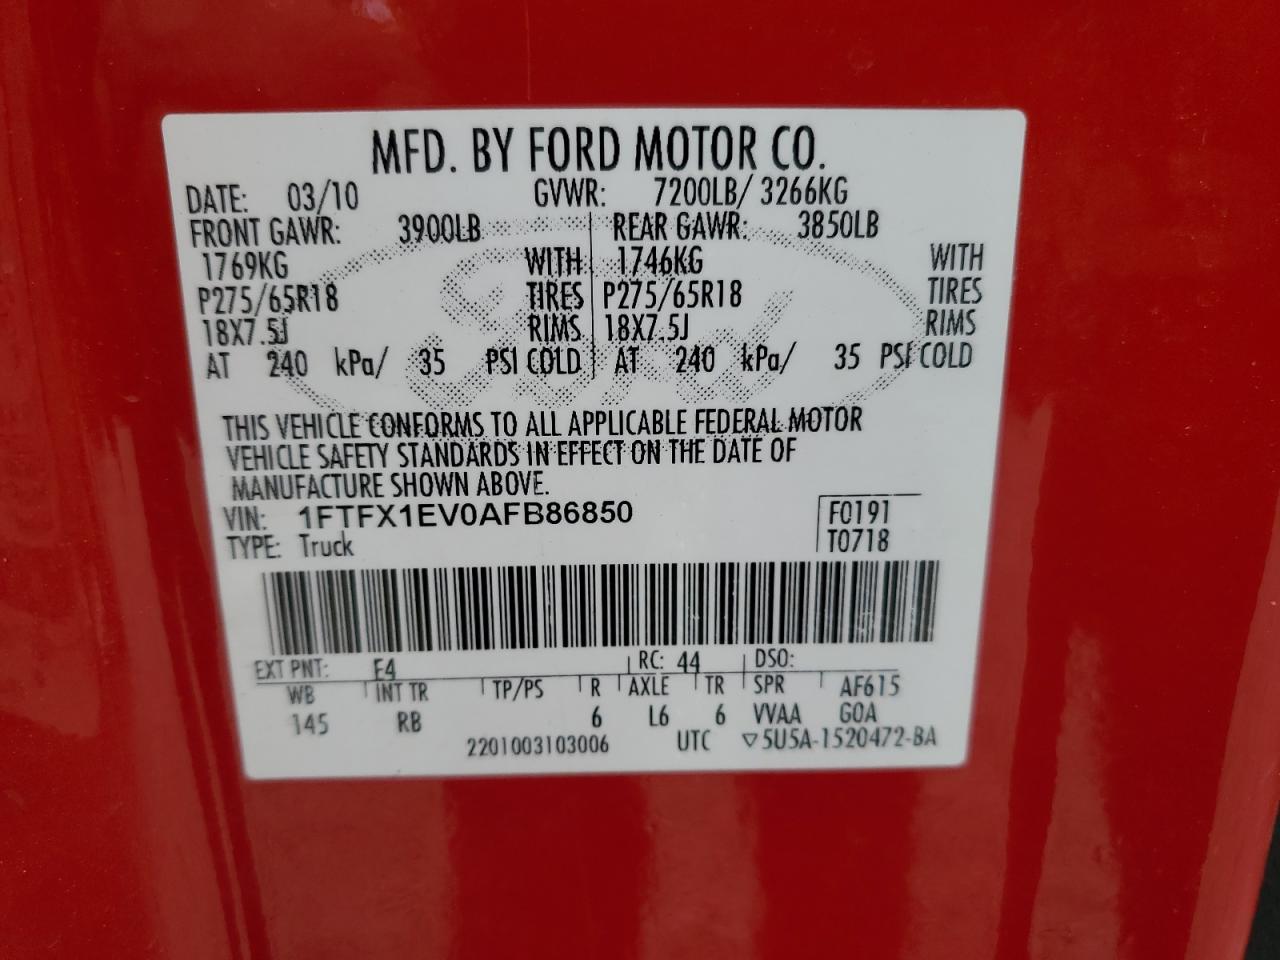 MFD. BY FORD MOTOR CO.
DATE: 03/10 GVWR: 7200LB/ 3266KG
FRONT GAWR: 3900LB REAR GAWR: 3850LB
1769KG WITH 1746KG WITH
P275/65R18 TIRES P275/65R18 TIRES
18X7.5J RIMS 18X7.5J RIMS
AT 240 kPa/ 35 PSI COLD AT 240 kPa/ 35 PSI COLD
THIS VEHICLE CONFORMS TO ALL APPLICABLE FEDERAL MOTOR
VEHICLE SAFETY STANDARDS IN EFFECT ON THE DATE OF
MANUFACTURE SHOWN ABOVE.
VIN: 1FTFX1EV0AFB86850 F0191
TYPE: Truck T0718
EXT PNT: E4 RC: 44 DSO:
WB INT TR TP/PS R AXLE TR SPR AF615
145 RB 6 L6 6 VVAA GOA
2201003103006 UTC ▽5U5A-1520472-BA
Ford